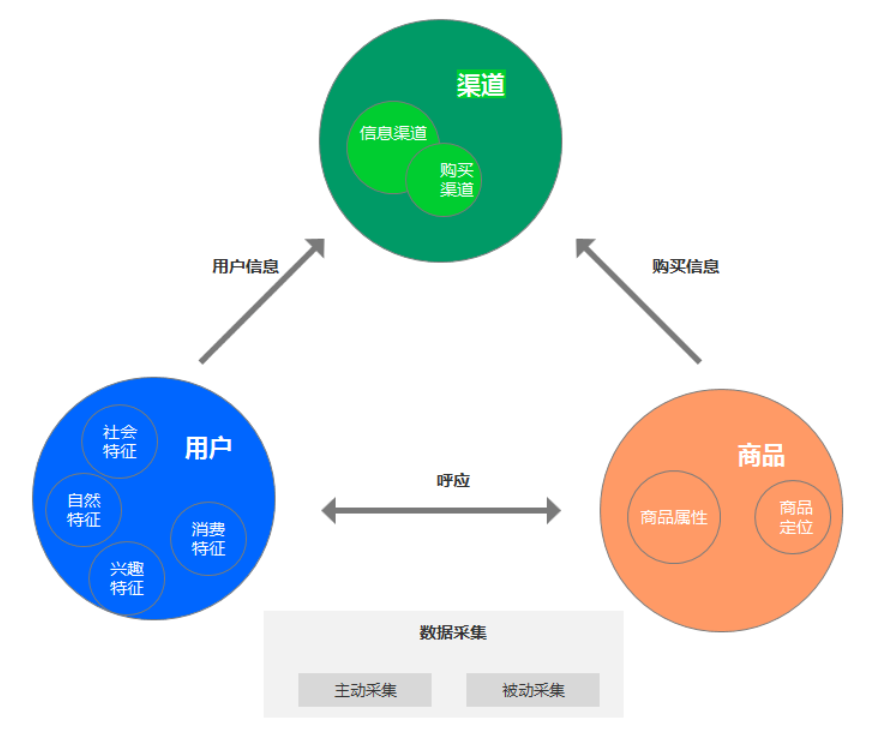 渠道
信息渠道
购买
渠道
用户信息
购买信息
用户
社会
特征
自然
特征
消费
特征
兴趣
特征
呼应
商品
商品属性
商品
定位
数据采集
主动采集
被动采集